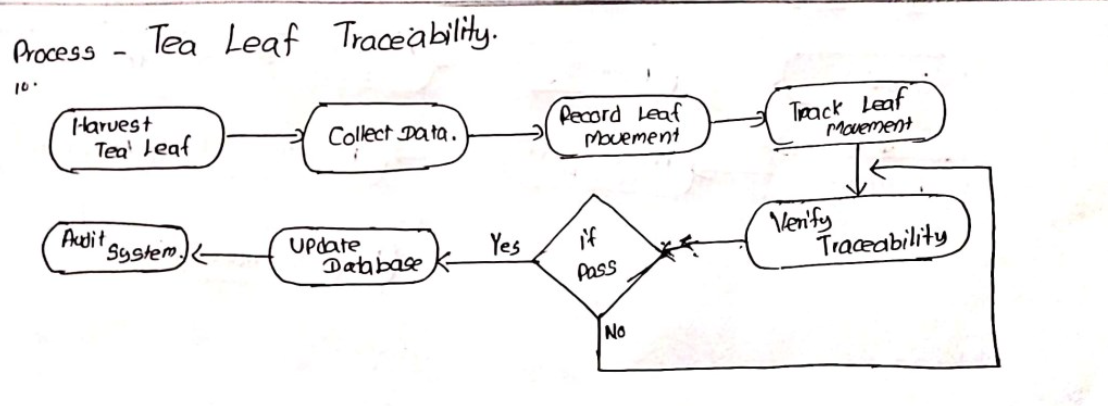 Process - Tea Leaf Traceability.
10.
Harvest
Tea Leaf
Collect Data.
Record Leaf
Movement
Track Leaf
Movement
Verify
Traceability
if
Pass
Yes
No
Update
Database
Audit
System.